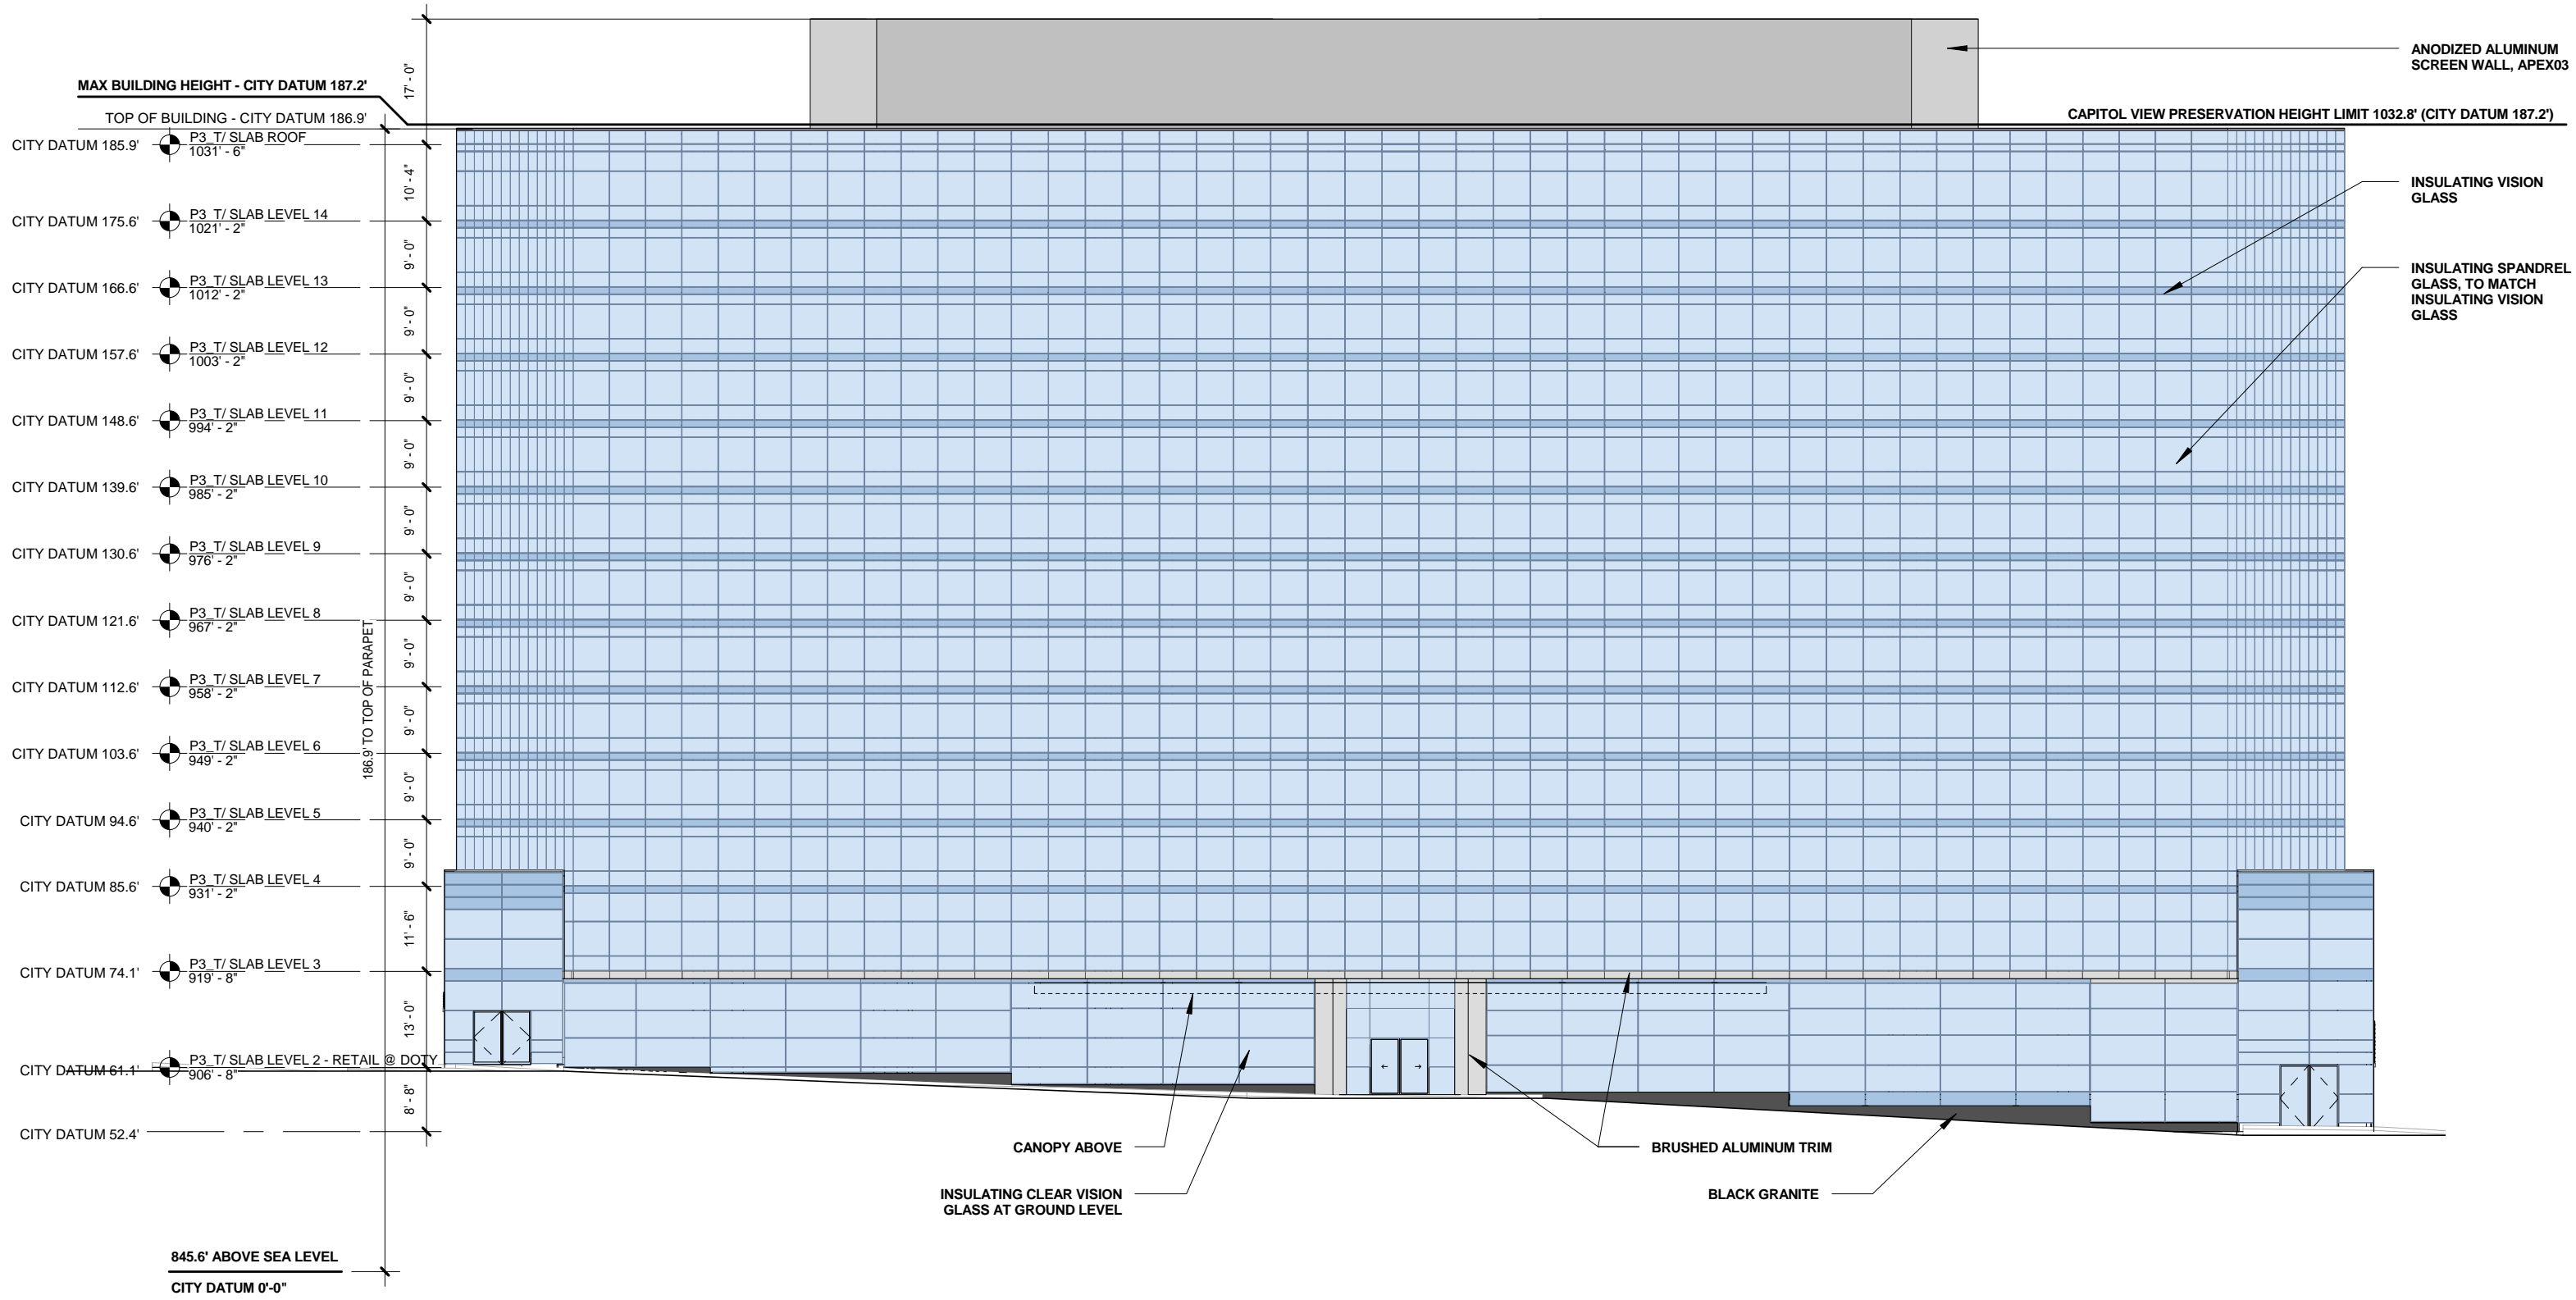 17' - 0"
ANODIZED ALUMINUM
SCREEN WALL, APEX03
MAX BUILDING HEIGHT - CITY DATUM 187.2'
CAPITOL VIEW PRESERVATION HEIGHT LIMIT 1032.8' (CITY DATUM 187.2')
TOP OF BUILDING - CITY DATUM 186.9'
CITY DATUM 185.9'
P3_T/ SLAB ROOF
1031' - 6"
10' - 4"
INSULATING VISION
GLASS
CITY DATUM 175.6'
P3_T/ SLAB LEVEL 14
1021' - 2"
9' - 0"
INSULATING SPANDREL
GLASS, TO MATCH
INSULATING VISION
GLASS
CITY DATUM 166.6'
P3_T/ SLAB LEVEL 13
1012' - 2"
9' - 0"
CITY DATUM 157.6'
P3_T/ SLAB LEVEL 12
1003' - 2"
9' - 0"
CITY DATUM 148.6'
P3_T/ SLAB LEVEL 11
994' - 2"
9' - 0"
CITY DATUM 139.6'
P3_T/ SLAB LEVEL 10
985' - 2"
9' - 0"
CITY DATUM 130.6'
P3_T/ SLAB LEVEL 9
976' - 2"
9' - 0"
CITY DATUM 121.6'
P3_T/ SLAB LEVEL 8
967' - 2"
9' - 0"
186.9' TO TOP OF PARAPET
CITY DATUM 112.6'
P3_T/ SLAB LEVEL 7
958' - 2"
9' - 0"
CITY DATUM 103.6'
P3_T/ SLAB LEVEL 6
949' - 2"
9' - 0"
CITY DATUM 94.6'
P3_T/ SLAB LEVEL 5
940' - 2"
9' - 0"
CITY DATUM 85.6'
P3_T/ SLAB LEVEL 4
931' - 2"
11' - 6"
CITY DATUM 74.1'
P3_T/ SLAB LEVEL 3
919' - 8"
13' - 0"
CITY DATUM 61.1'
P3_T/ SLAB LEVEL 2 - RETAIL @ DOTY
906' - 8"
8' - 8"
CITY DATUM 52.4'
CANOPY ABOVE
BRUSHED ALUMINUM TRIM
INSULATING CLEAR VISION
GLASS AT GROUND LEVEL
BLACK GRANITE
845.6' ABOVE SEA LEVEL
CITY DATUM 0'-0"